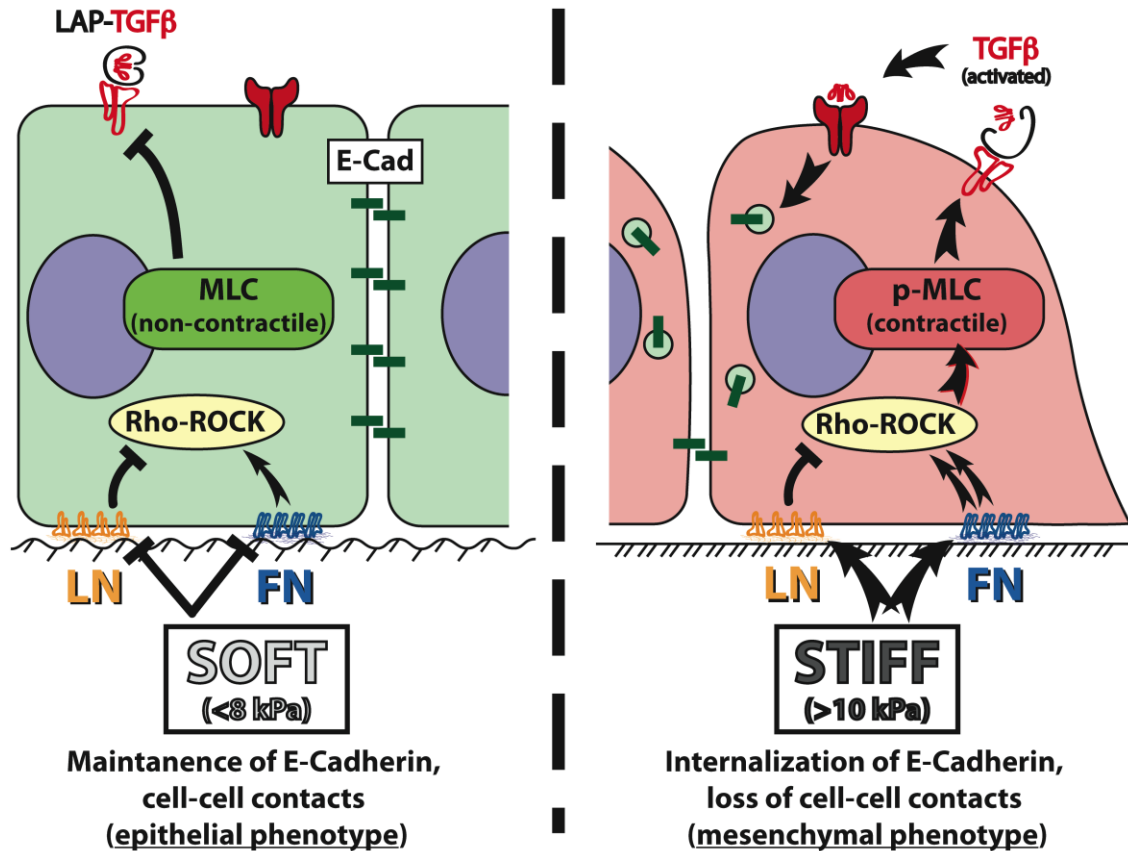 LAP-TGFβ
E-Cad
MLC
(non-contractile)
Rho-ROCK
LN
FN
SOFT
(<8 kPa)
Maintanence of E-Cadherin,
cell-cell contacts
(epithelial phenotype)
TGFβ
(activated)
p-MLC
(contractile)
Rho-ROCK
LN
FN
STIFF
(>10 kPa)
Internalization of E-Cadherin,
loss of cell-cell contacts
(mesenchymal phenotype)